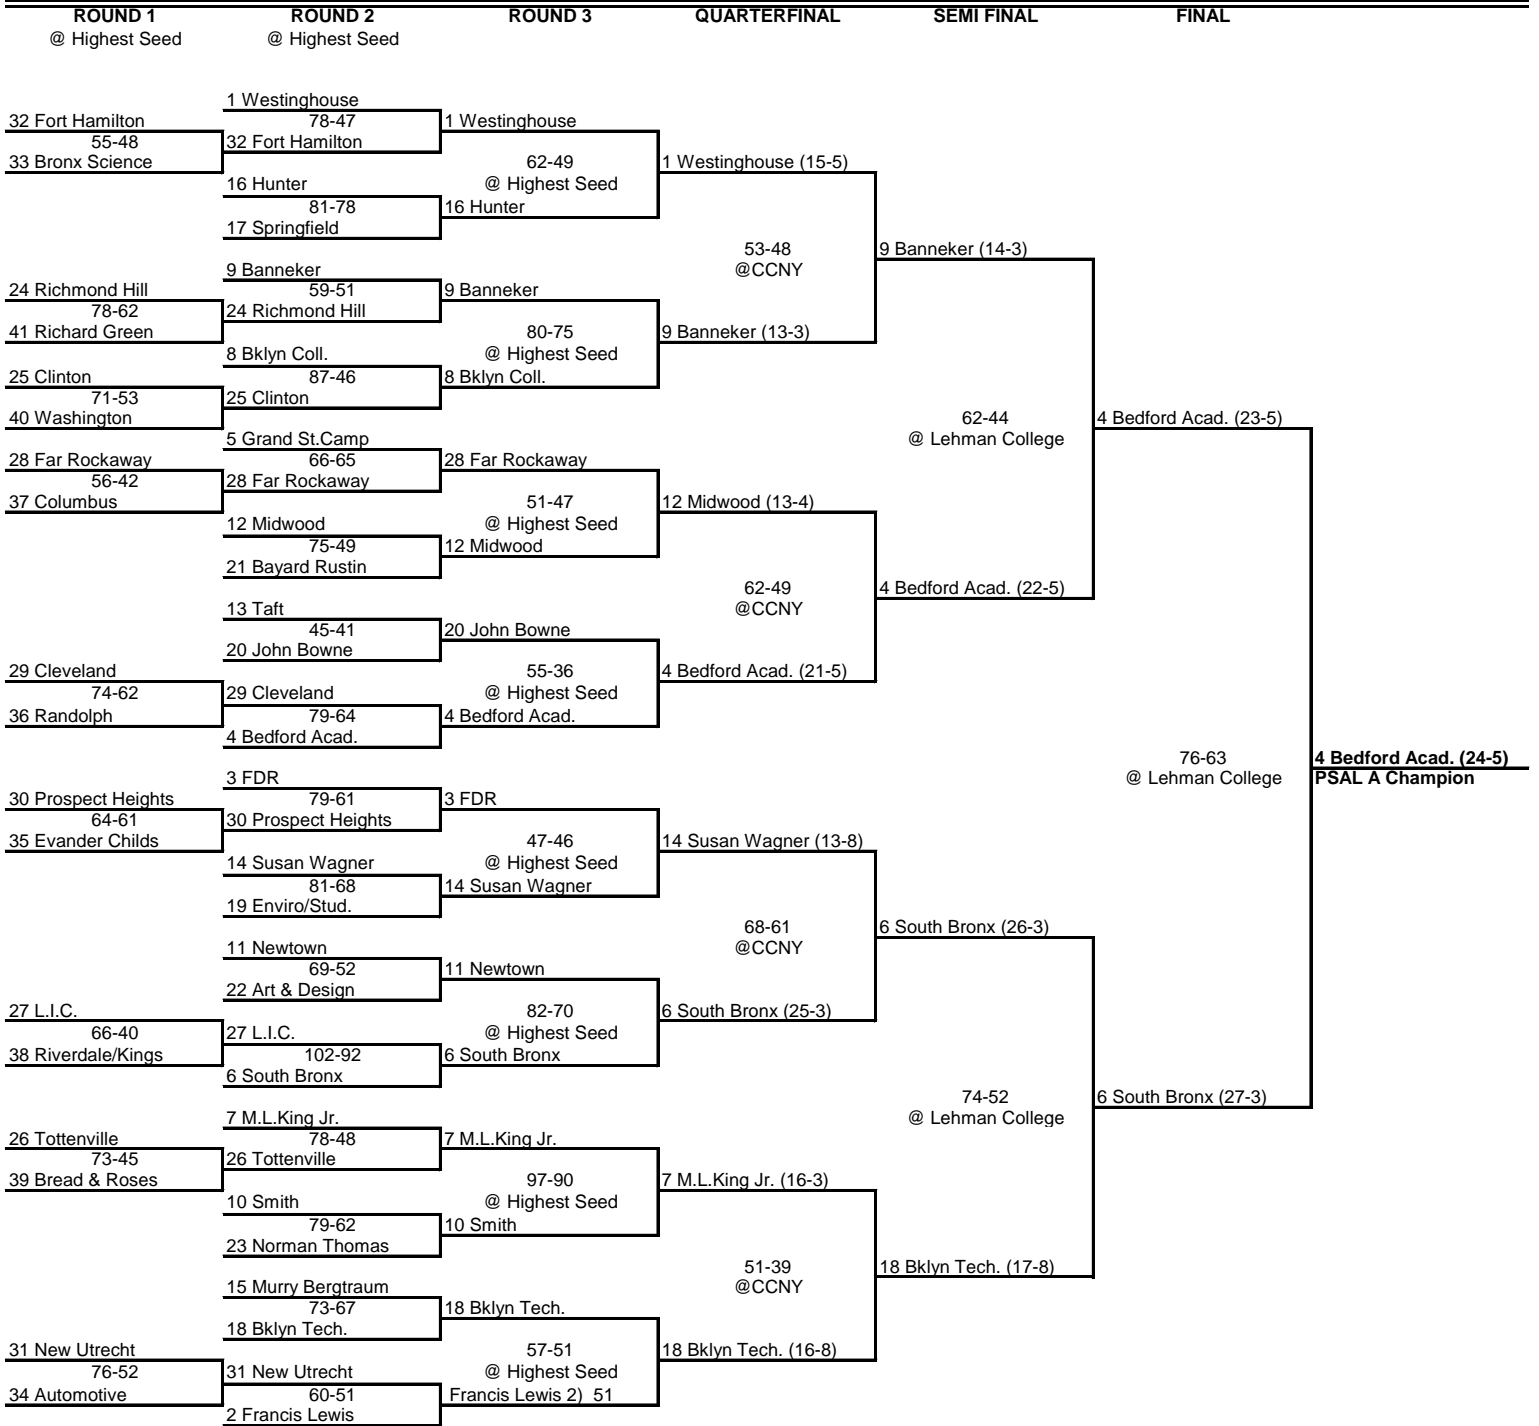 ROUND 1 ROUND 2 ROUND 3 QUARTERFINAL SEMI FINAL FINAL
@ Highest Seed @ Highest Seed
1 Westinghouse
32 Fort Hamilton 78-47 1 Westinghouse
55-48 32 Fort Hamilton
33 Bronx Science 62-49 1 Westinghouse (15-5)
16 Hunter @ Highest Seed
81-78 16 Hunter
17 Springfield
53-48 9 Banneker (14-3)
9 Banneker @CCNY
24 Richmond Hill 59-51 9 Banneker
78-62 24 Richmond Hill
41 Richard Green 80-75 9 Banneker (13-3)
8 Bklyn Coll. @ Highest Seed
25 Clinton 87-46 8 Bklyn Coll.
71-53 25 Clinton
40 Washington 62-44 4 Bedford Acad. (23-5)
5 Grand St.Camp @ Lehman College
28 Far Rockaway 66-65 28 Far Rockaway
56-42 28 Far Rockaway
37 Columbus 51-47 12 Midwood (13-4)
12 Midwood @ Highest Seed
75-49 12 Midwood
21 Bayard Rustin
62-49 4 Bedford Acad. (22-5)
13 Taft @CCNY
45-41 20 John Bowne
20 John Bowne
29 Cleveland 55-36 4 Bedford Acad. (21-5)
74-62 29 Cleveland @ Highest Seed
36 Randolph 79-64 4 Bedford Acad.
4 Bedford Acad.
76-63 4 Bedford Acad. (24-5)
3 FDR @ Lehman College PSAL A Champion
30 Prospect Heights 79-61 3 FDR
64-61 30 Prospect Heights
35 Evander Childs 47-46 14 Susan Wagner (13-8)
14 Susan Wagner @ Highest Seed
81-68 14 Susan Wagner
19 Enviro/Stud.
68-61 6 South Bronx (26-3)
11 Newtown @CCNY
69-52 11 Newtown
22 Art & Design
27 L.I.C. 82-70 6 South Bronx (25-3)
66-40 27 L.I.C. @ Highest Seed
38 Riverdale/Kings 102-92 6 South Bronx
6 South Bronx
74-52 6 South Bronx (27-3)
7 M.L.King Jr. @ Lehman College
26 Tottenville 78-48 7 M.L.King Jr.
73-45 26 Tottenville
39 Bread & Roses 97-90 7 M.L.King Jr. (16-3)
10 Smith @ Highest Seed
79-62 10 Smith
23 Norman Thomas
51-39 18 Bklyn Tech. (17-8)
15 Murry Bergtraum @CCNY
73-67 18 Bklyn Tech.
18 Bklyn Tech.
31 New Utrecht 57-51 18 Bklyn Tech. (16-8)
76-52 31 New Utrecht @ Highest Seed
34 Automotive 60-51 Francis Lewis 2) 51
2 Francis Lewis